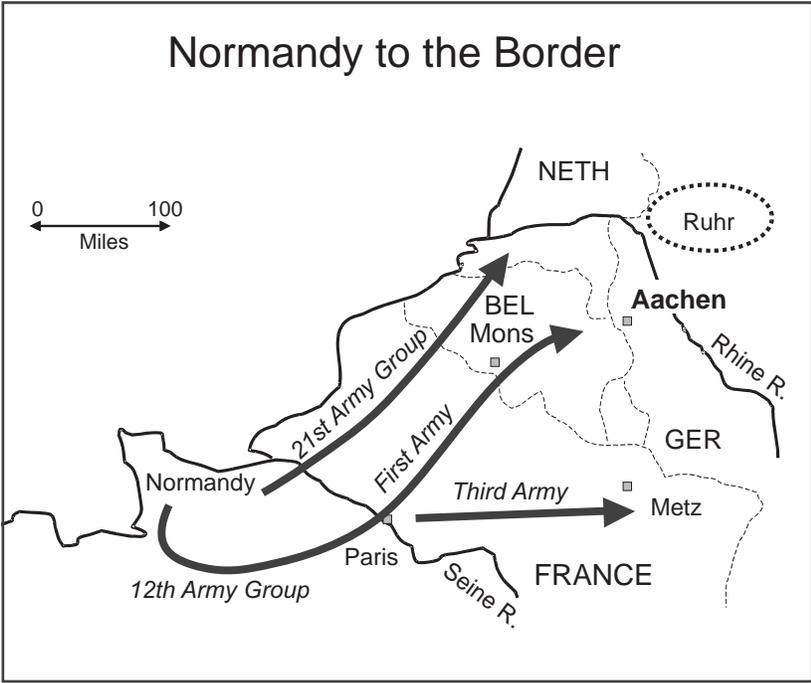 Normandy to the Border
NETH
0 100
Miles
Ruhr
Aachen
BEL
Mons
Rhine R.
21st Army Group
First Army
GER
Normandy
Third Army
Metz
Paris
FRANCE
12th Army Group
Seine R.